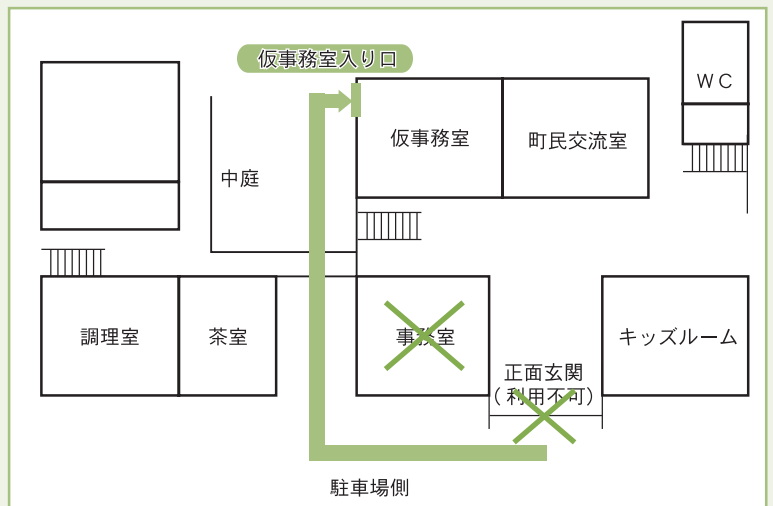 仮事務室入り口
WC
仮事務室
町民交流室
中庭
調理室
茶室
事務室
キッズルーム
正面玄関
（利用不可）
駐車場側